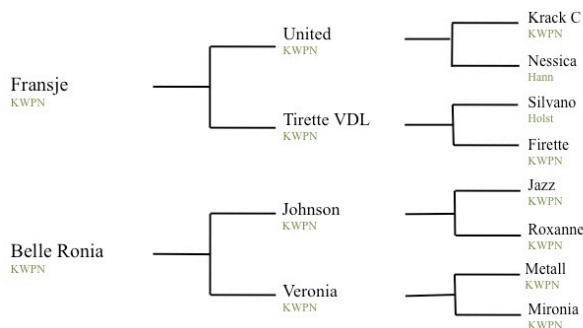 Fransje
KWPN
United
KWPN
Krack C
KWPN
Nessica
Hann
Tirette VDL
KWPN
Silvano
Holst
Firette
KWPN
Belle Ronia
KWPN
Johnson
KWPN
Jazz
KWPN
Roxanne
KWPN
Veronia
KWPN
Metall
KWPN
Mironia
KWPN